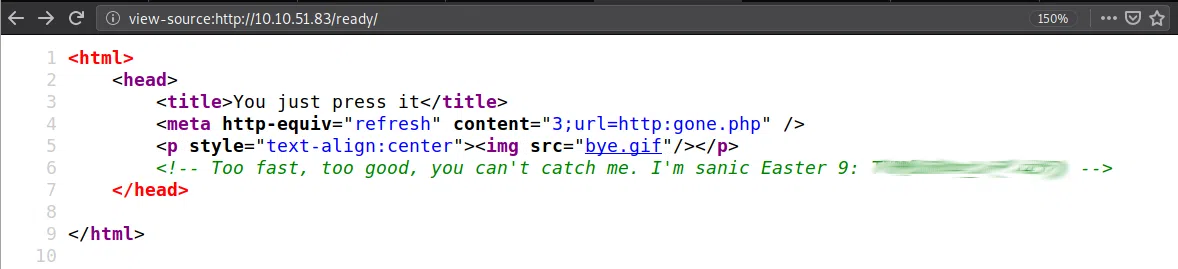 view-source:http://10.10.51.83/ready/
150%
1 <html>
2 <head>
3 <title>You just press it</title>
4 <meta http-equiv="refresh" content="3;url=http:gone.php" />
5 <p style="text-align:center"><img src="bye.gif"/></p>
6 <!-- Too fast, too good, you can't catch me. I'm sanic Easter 9: -->
7 </head>
8
9 </html>
10